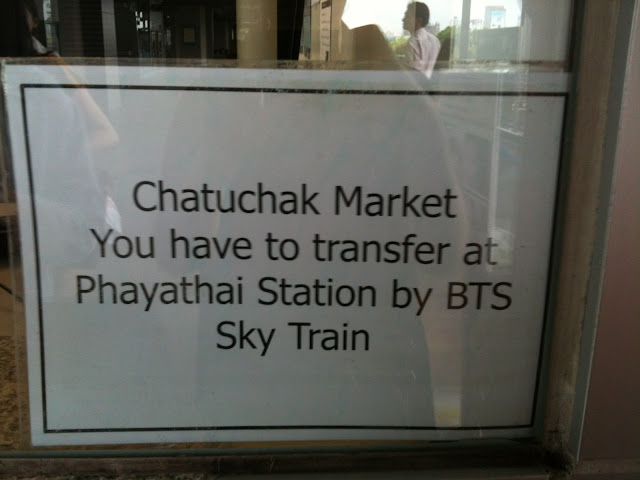 Chatuchak Market
You have to transfer at
Phayathai Station by BTS
Sky Train